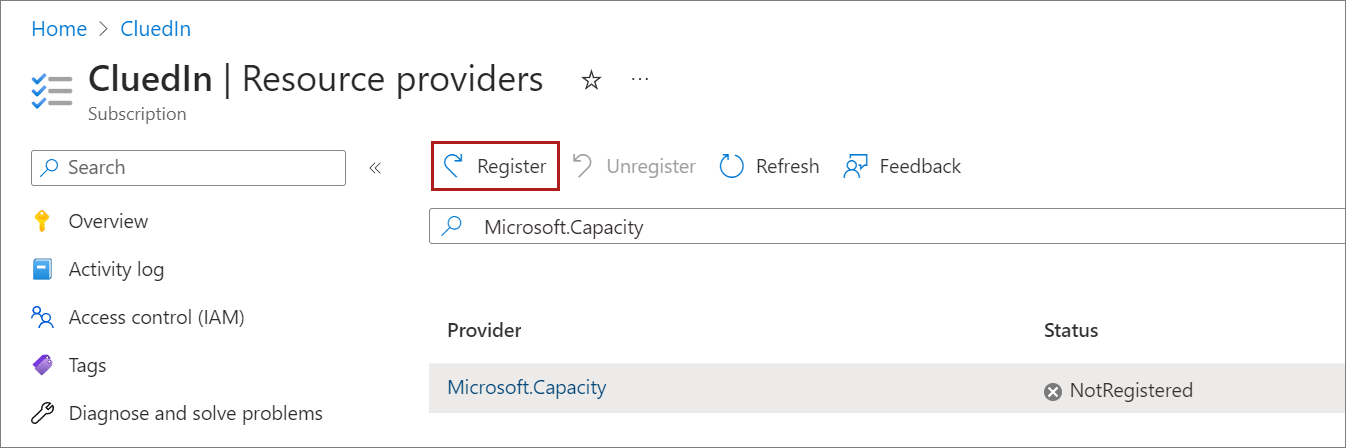 Home > CluedIn
CluedIn | Resource providers ☆ ...
Subscription
Search «
Register Unregister Refresh Feedback
Microsoft.Capacity
Overview
Activity log
Access control (IAM)
Tags
Diagnose and solve problems
Provider Status
Microsoft.Capacity NotRegistered